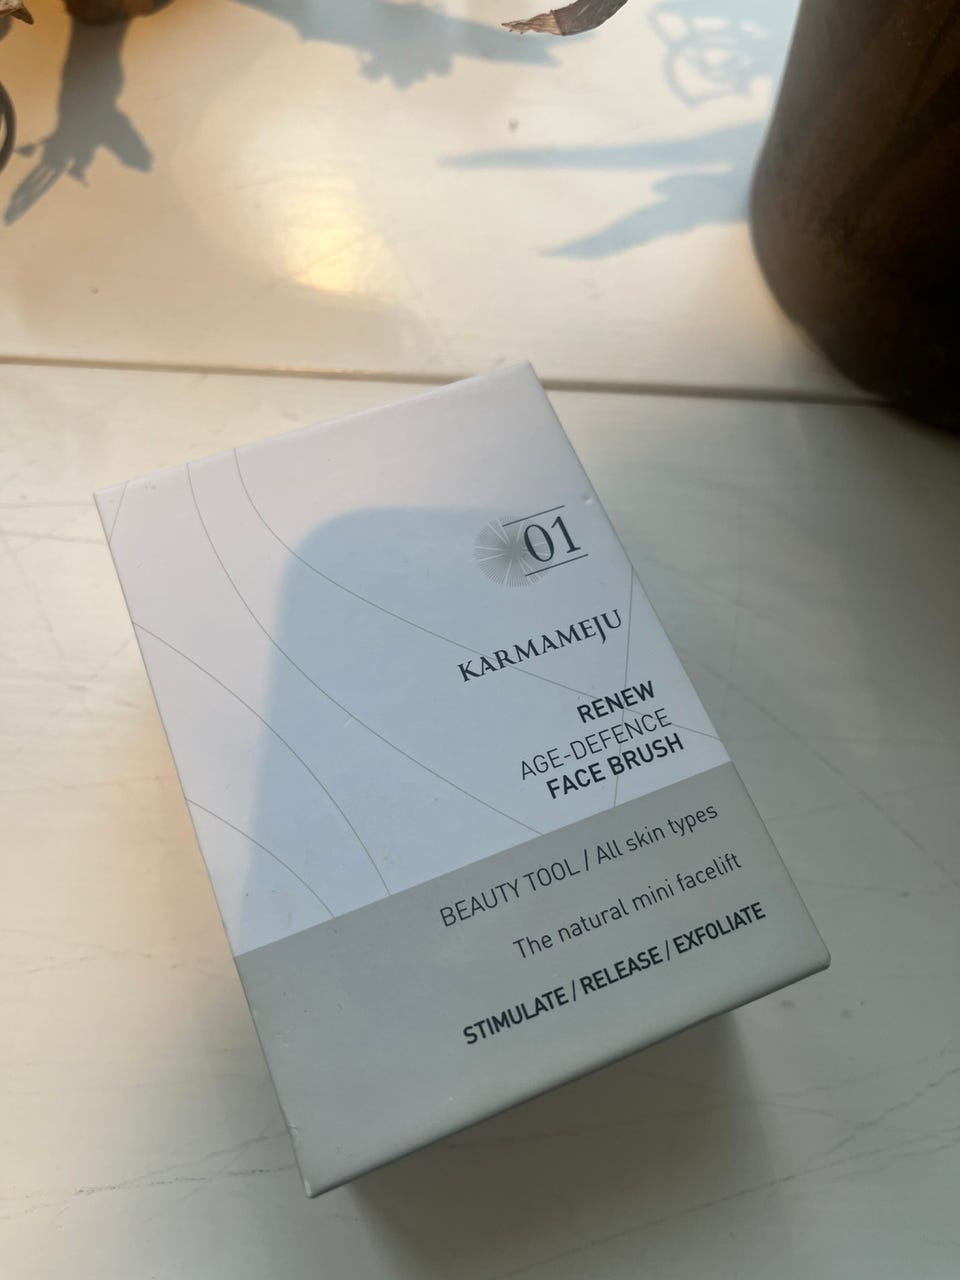 01
KARMAMEJU
RENEW
AGE-DEFENCE
FACE BRUSH
BEAUTY TOOL / All skin types
The natural mini facelift
STIMULATE / RELEASE / EXFOLIATE